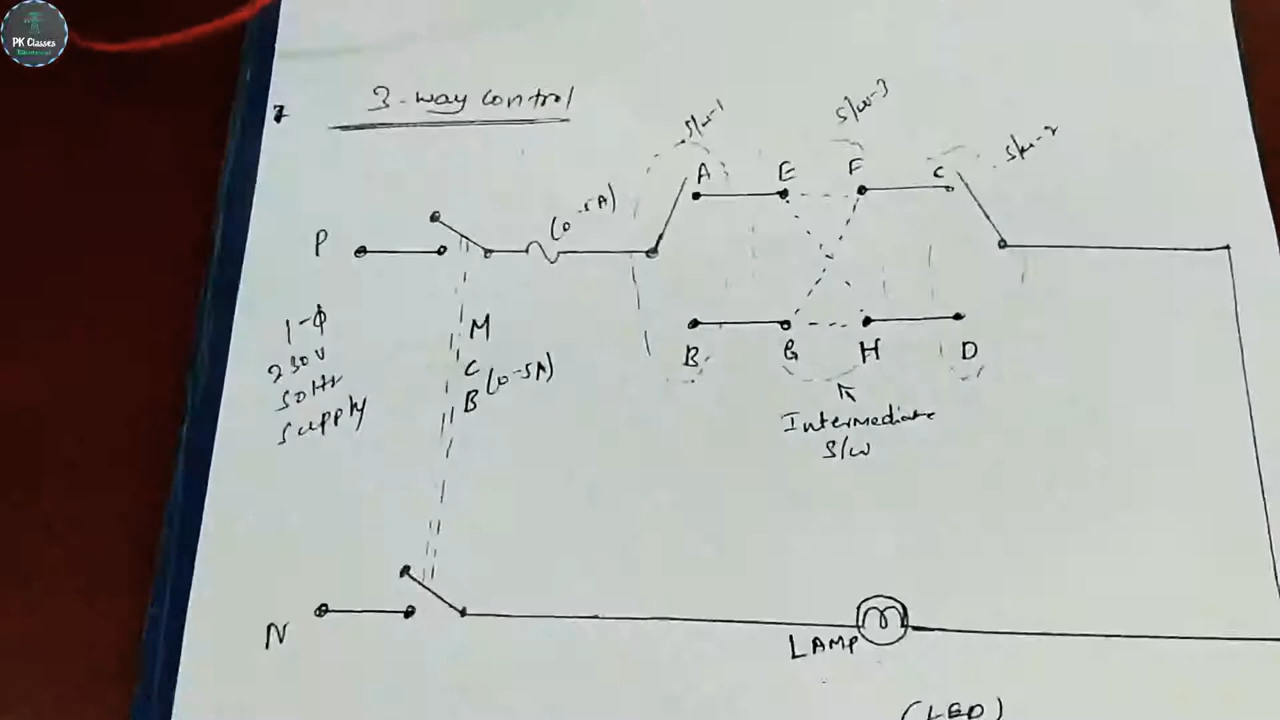 PK Classes
Electrical
3-way control
S/w-1
S/w-3
S/w-2
A
E
F
C
(0-5A)
P
1-ϕ
230V
50Hz
supply
M
C
B
(0-5A)
B
G
H
D
Intermediate
S/w
N
LAMP
(LED)